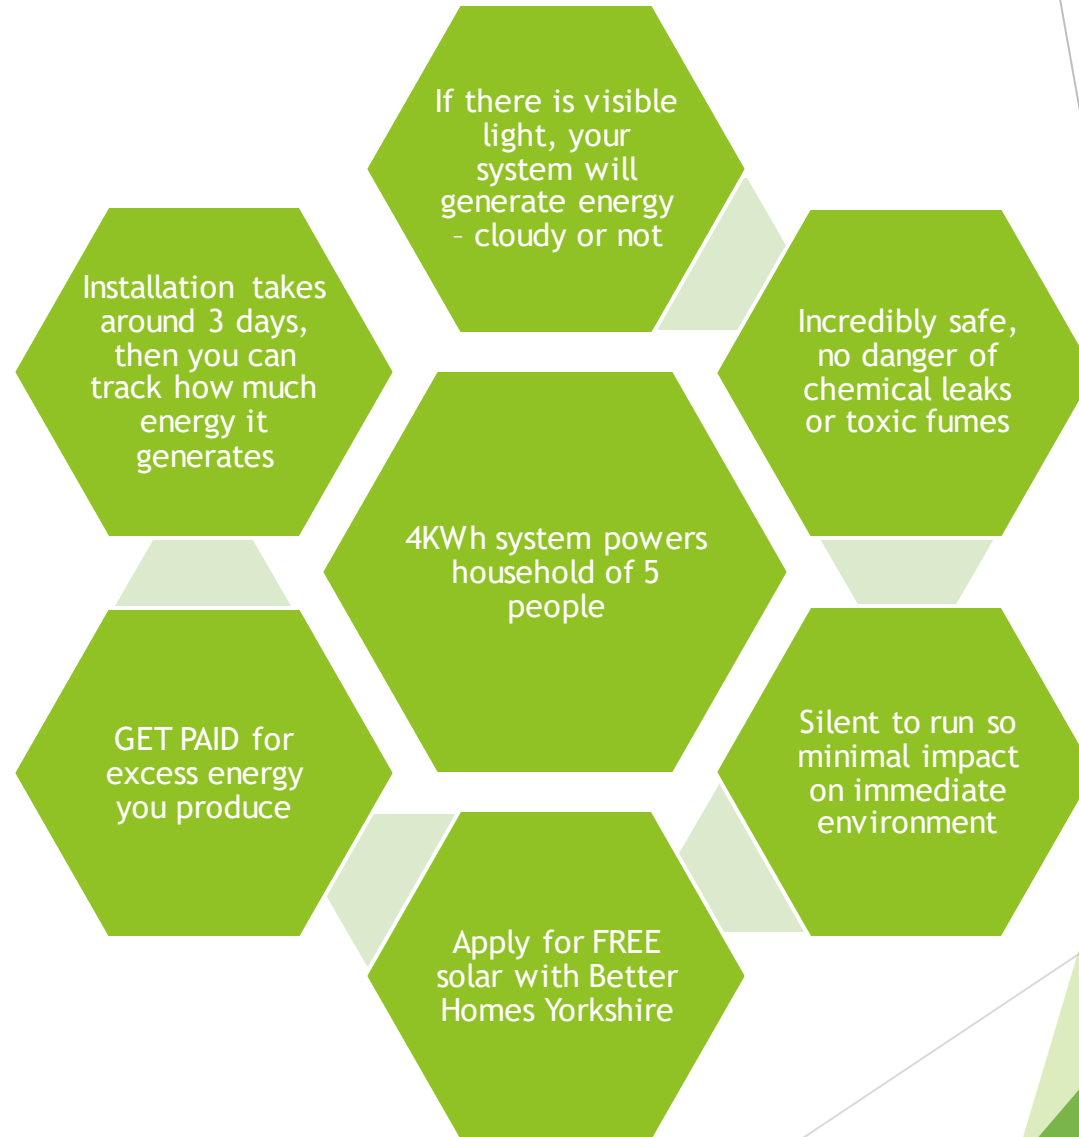 If there is visible
light, your
system will
generate energy
– cloudy or not
Incredibly safe,
no danger of
chemical leaks
or toxic fumes
Silent to run so
minimal impact
on immediate
environment
Apply for FREE
solar with Better
Homes Yorkshire
GET PAID for
excess energy
you produce
Installation takes
around 3 days,
then you can
track how much
energy it
generates
4KWh system powers
household of 5
people